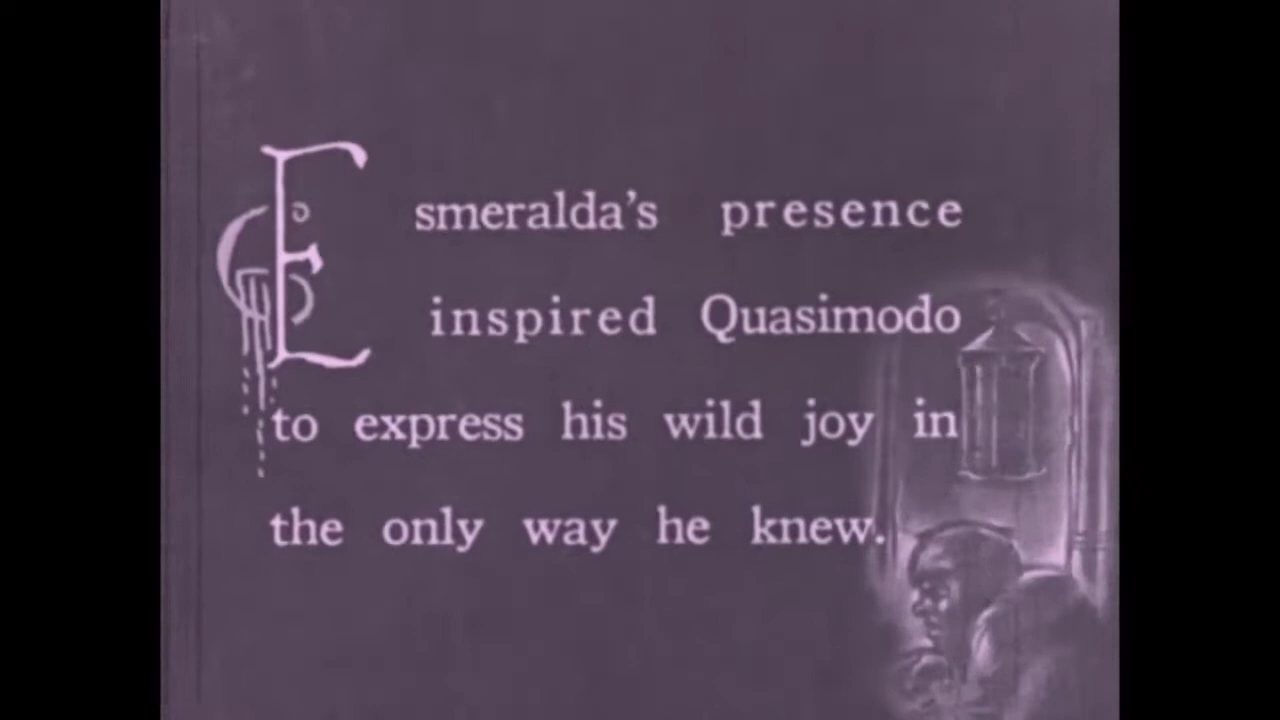 Esmeralda's presence
inspired Quasimodo
to express his wild joy in
the only way he knew.